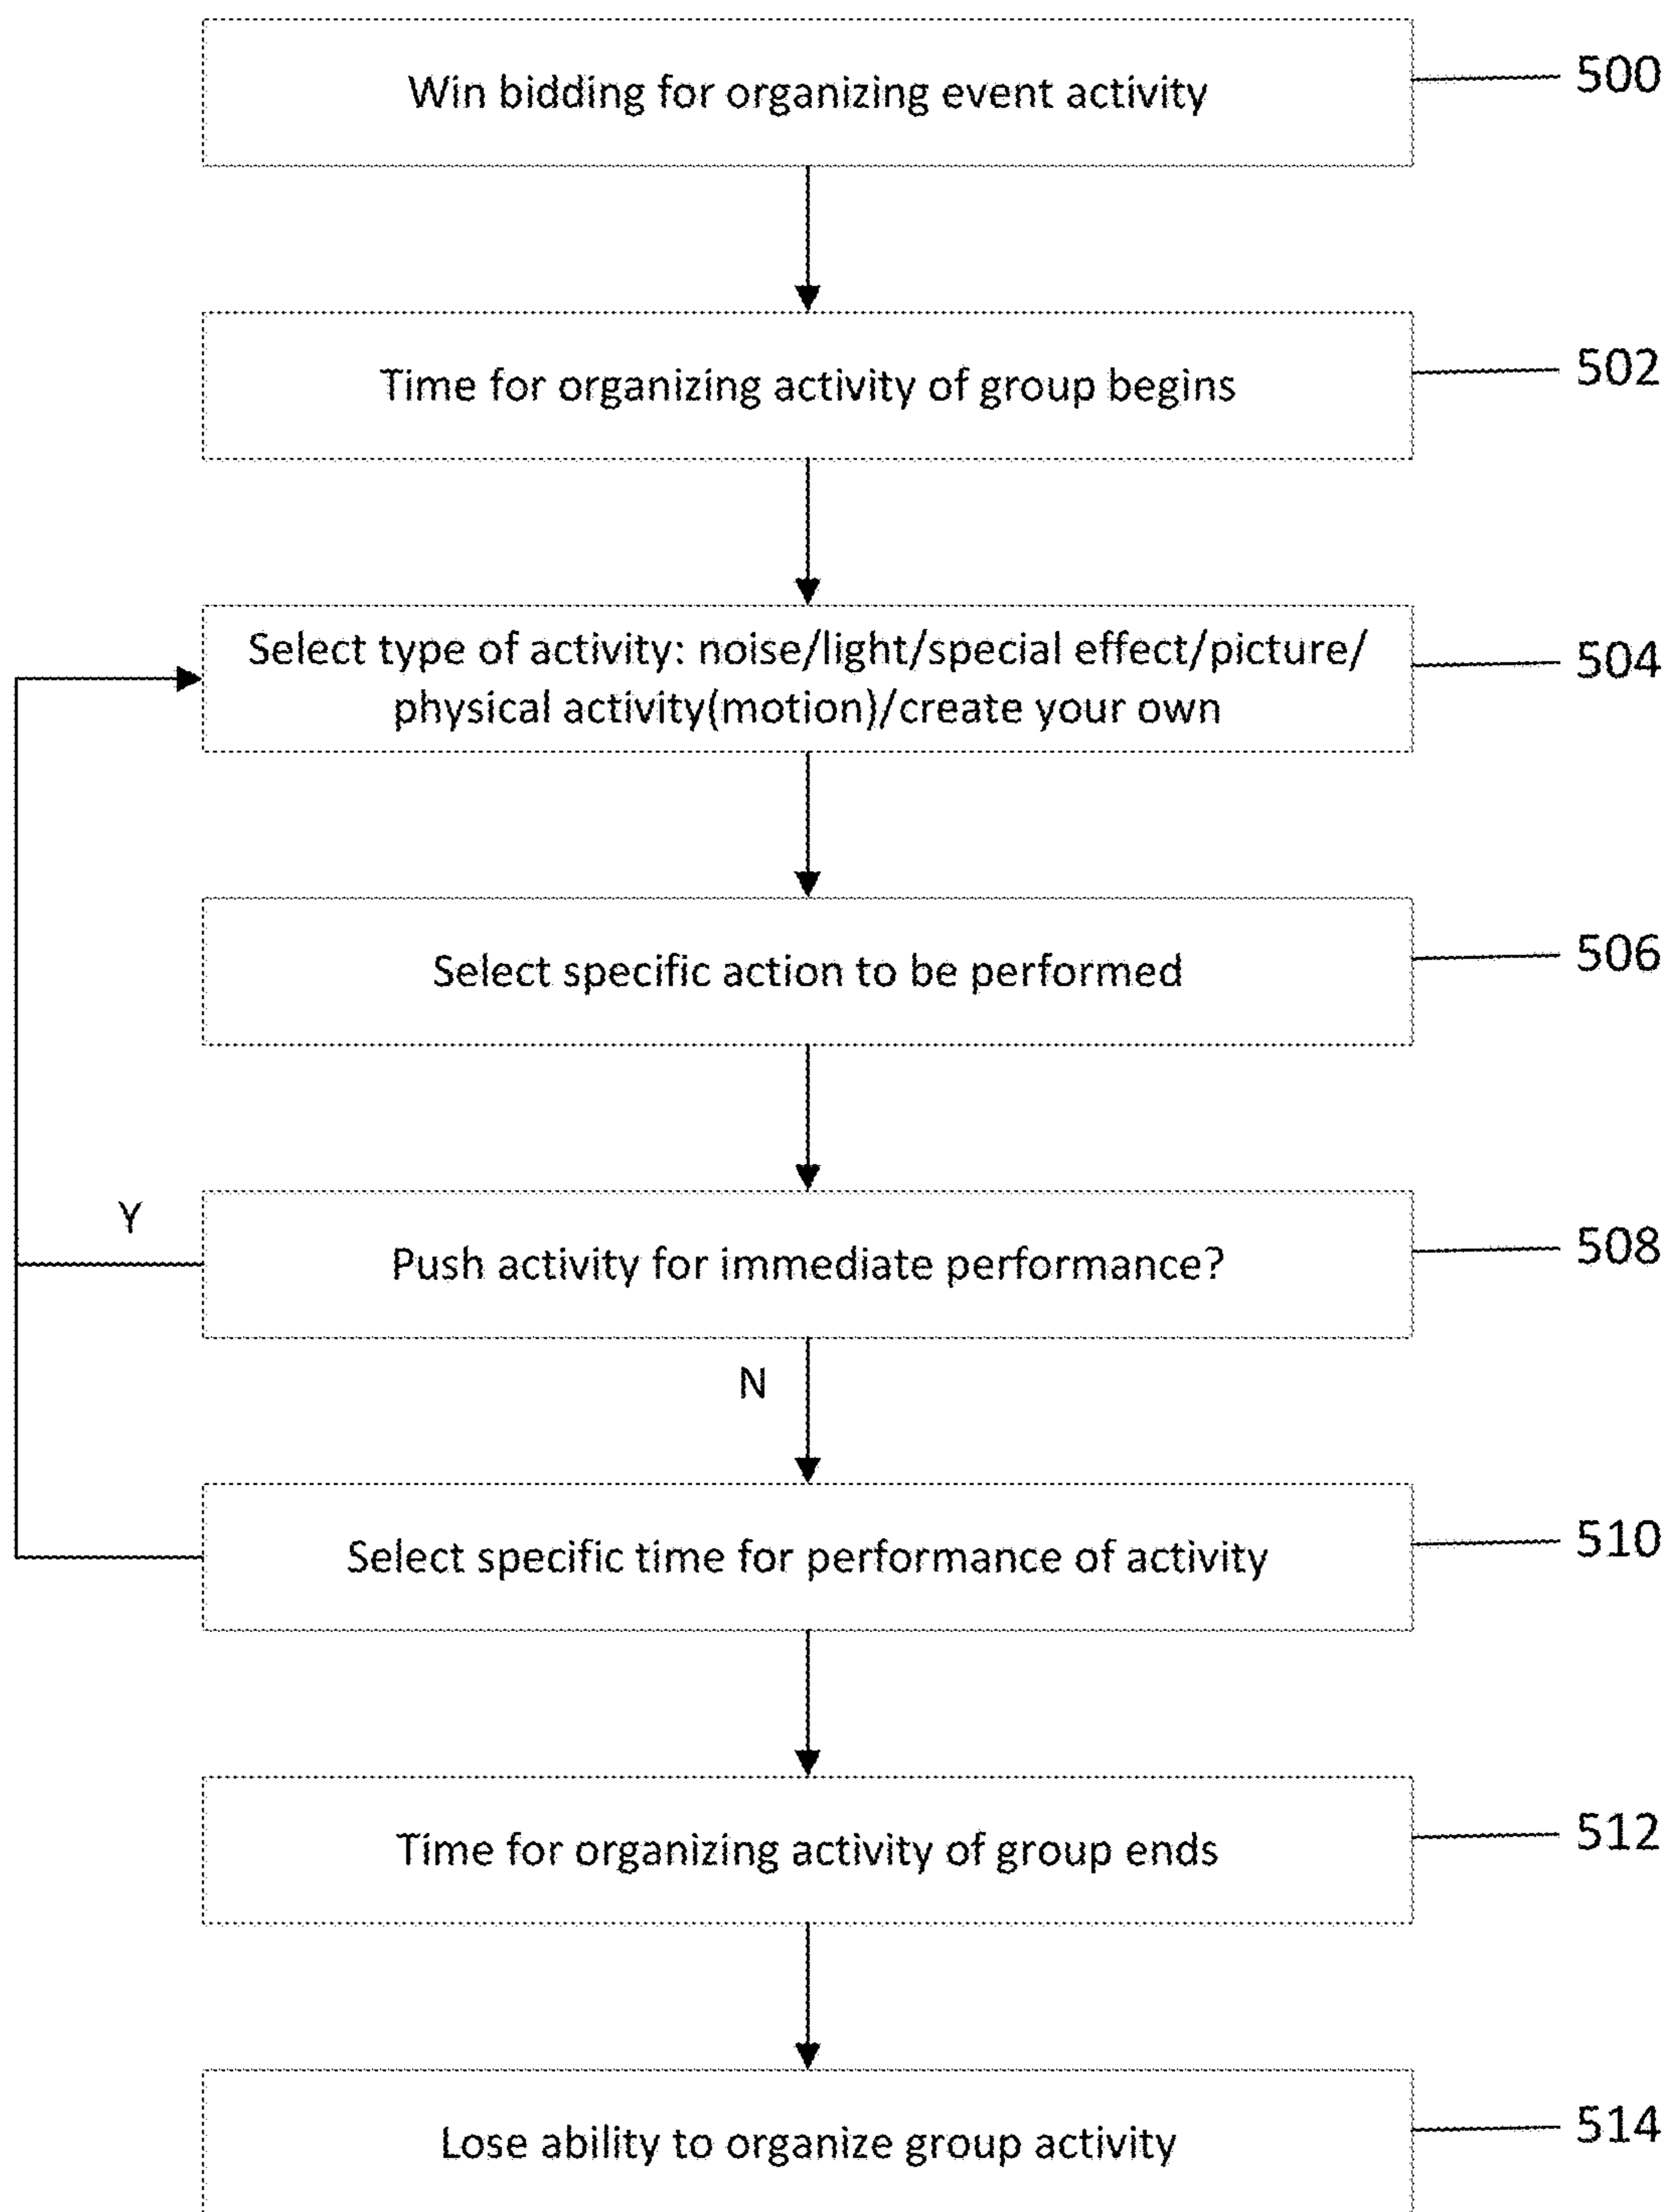 Win bidding for organizing event activity
500
Time for organizing activity of group begins
502
Select type of activity: noise/light/special effect/picture/
physical activity(motion)/create your own
504
Select specific action to be performed
506
Y
Push activity for immediate performance?
508
N
Select specific time for performance of activity
510
Time for organizing activity of group ends
512
Lose ability to organize group activity
514